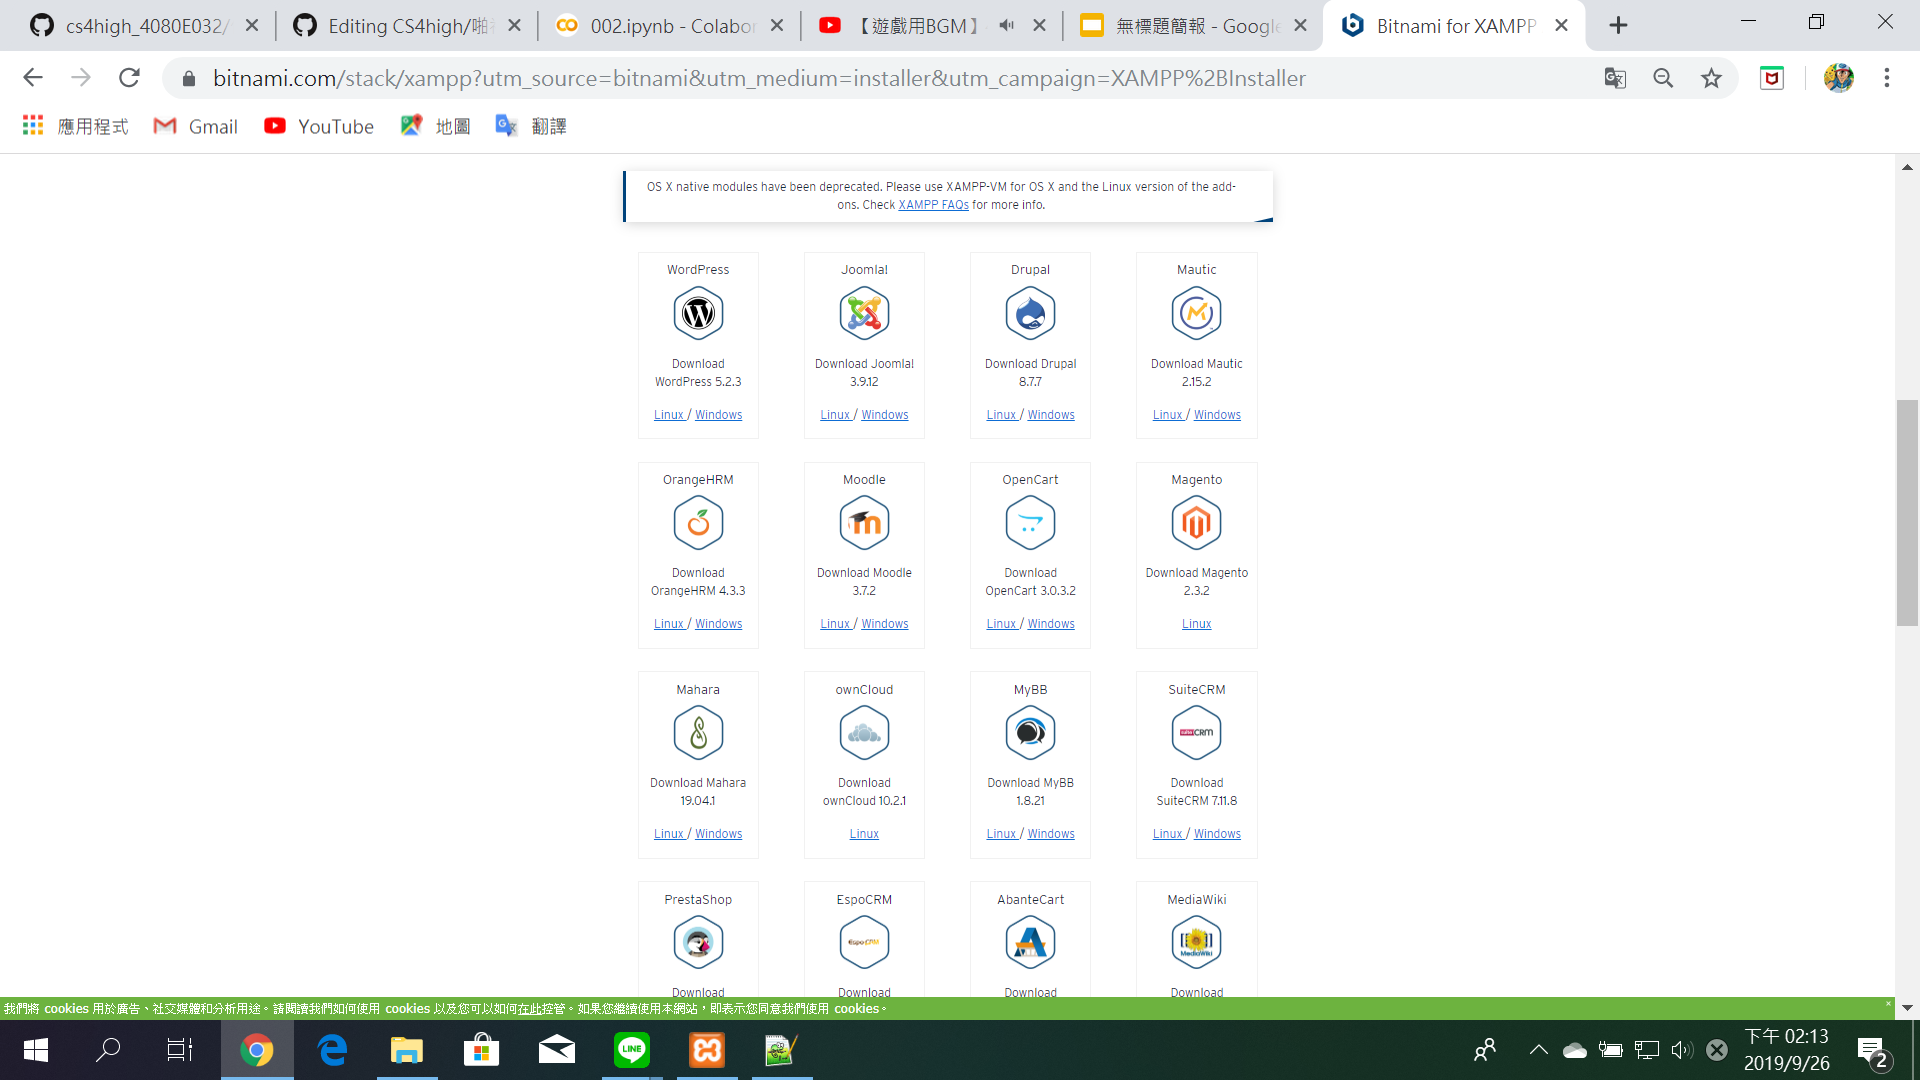 cs4high_4080E032/
Editing CS4high/啪
002.ipynb - Colabor
【遊戲用BGM】
無標題簡報 - Google
Bitnami for XAMPP
bitnami.com/stack/xampp?utm_source=bitnami&utm_medium=installer&utm_campaign=XAMPP%2BInstaller
應用程式
Gmail
YouTube
地圖
翻譯
OS X native modules have been deprecated. Please use XAMPP-VM for OS X and the Linux version of the add-
ons. Check XAMPP FAQs for more info.
WordPress
Download
WordPress 5.2.3
Linux / Windows
Joomla!
Download Joomla!
3.9.12
Linux / Windows
Drupal
Download Drupal
8.7.7
Linux / Windows
Mautic
Download Mautic
2.15.2
Linux / Windows
OrangeHRM
Download
OrangeHRM 4.3.3
Linux / Windows
Moodle
Download Moodle
3.7.2
Linux / Windows
OpenCart
Download
OpenCart 3.0.3.2
Linux / Windows
Magento
Download Magento
2.3.2
Linux
Mahara
Download Mahara
19.04.1
Linux / Windows
ownCloud
Download
ownCloud 10.2.1
Linux
MyBB
Download MyBB
1.8.21
Linux / Windows
SuiteCRM
suiteCRM
Download
SuiteCRM 7.11.8
Linux / Windows
PrestaShop
Download
EspoCRM
EspoCRM
Download
AbanteCart
Download
MediaWiki
MediaWiki
Download
我們將 cookies 用於廣告、社交媒體和分析用途。請閱讀我們如何使用 cookies 以及您可以如何在此控管。如果您繼續使用本網站，即表示您同意我們使用 cookies。
LINE
下午 02:13
2019/9/26
2